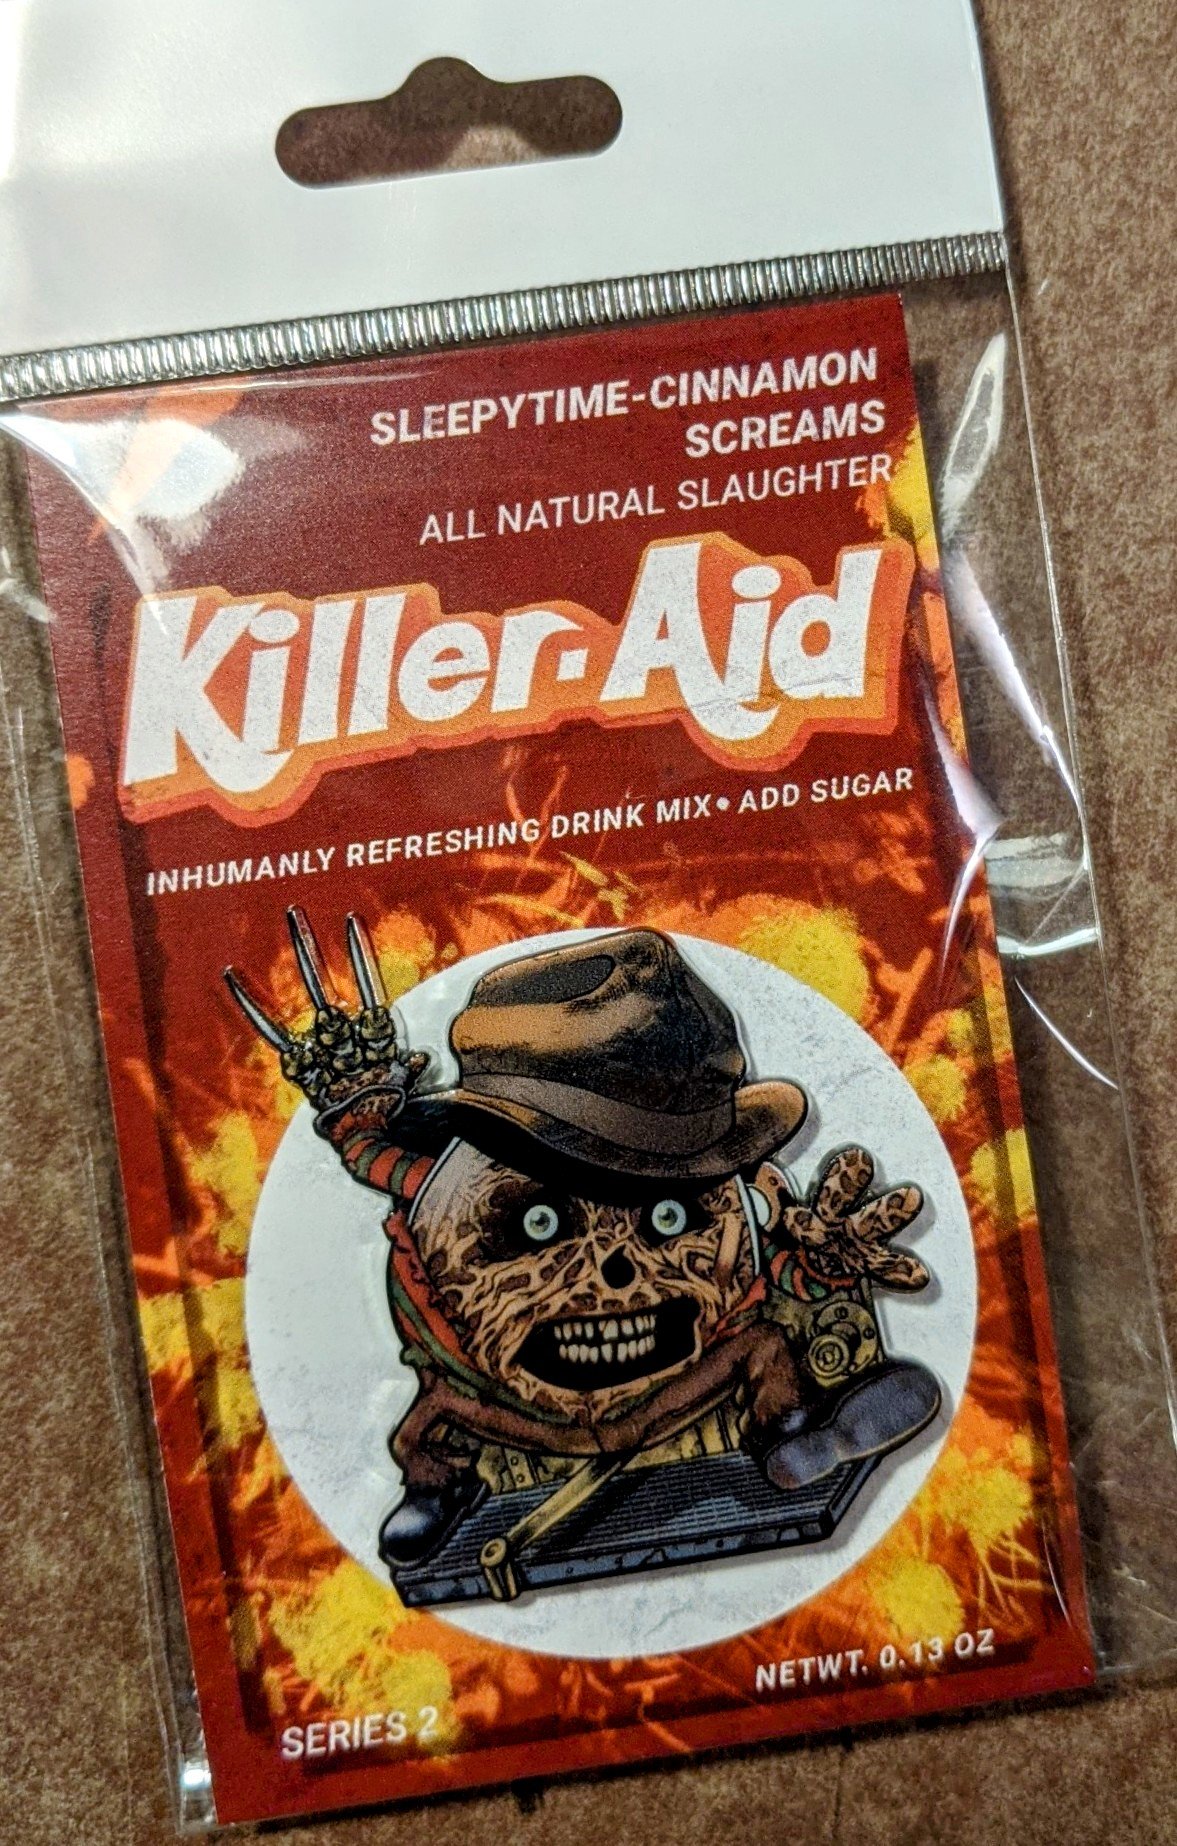 SLEEPYTIME-CINNAMON
SCREAMS
ALL NATURAL SLAUGHTER
Killer-Aid
INHUMANLY REFRESHING DRINK MIX • ADD SUGAR
NETWT. 0.13 OZ
SERIES 2